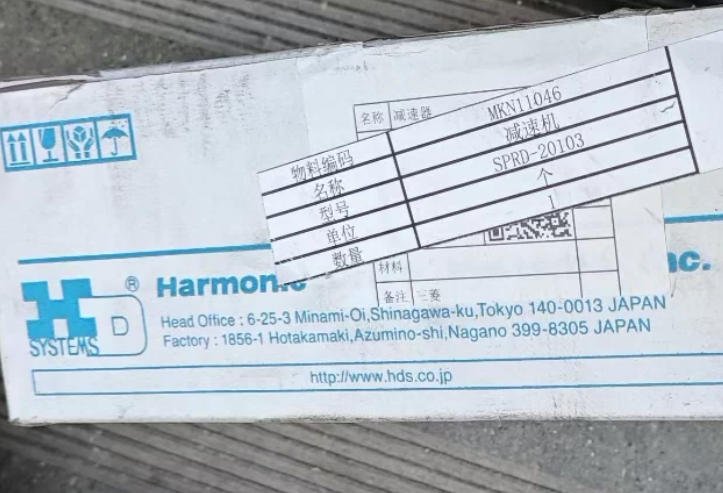 名称 减速器
物料编码 MKN11046
名称 减速机
型号 SPRD-20103
单位 个
数量 1
材料
备注 三菱
HD
SYSTEMS
®
Harmonic
nc.
Head Office : 6-25-3 Minami-Oi,Shinagawa-ku,Tokyo 140-0013 JAPAN
Factory : 1856-1 Hotakamaki,Azumino-shi,Nagano 399-8305 JAPAN
http://www.hds.co.jp